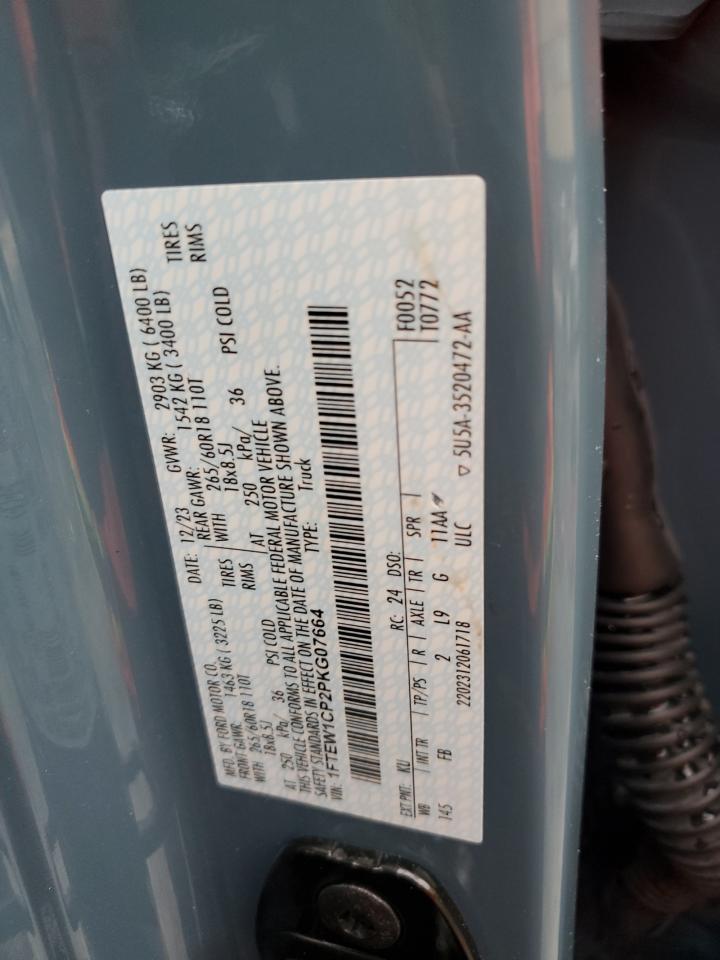 MFD. BY FORD MOTOR CO. DATE: 12/23 GVWR: 2903 KG ( 6400 LB)
FRONT GAWR: 1463 KG ( 3225 LB) REAR GAWR: 1542 KG ( 3400 LB)
WITH 265/60R18 110T TIRES WITH 265/60R18 110T TIRES
18x8.5J RIMS 18x8.5J RIMS
AT 250 kPa/ 36 PSI COLD AT 250 kPa/ 36 PSI COLD
THIS VEHICLE CONFORMS TO ALL APPLICABLE FEDERAL MOTOR VEHICLE
SAFETY STANDARDS IN EFFECT ON THE DATE OF MANUFACTURE SHOWN ABOVE.
VIN: 1FTEW1CP2PKG07664 TYPE: Truck
EXT PNT: KU RC: 24 DSO: F0052
WB INT TR TP/PS R AXLE TR SPR T0772
145 FB 2 L9 G 11AA
2202312061718 ULC ▽ 5U5A-3520472-AA